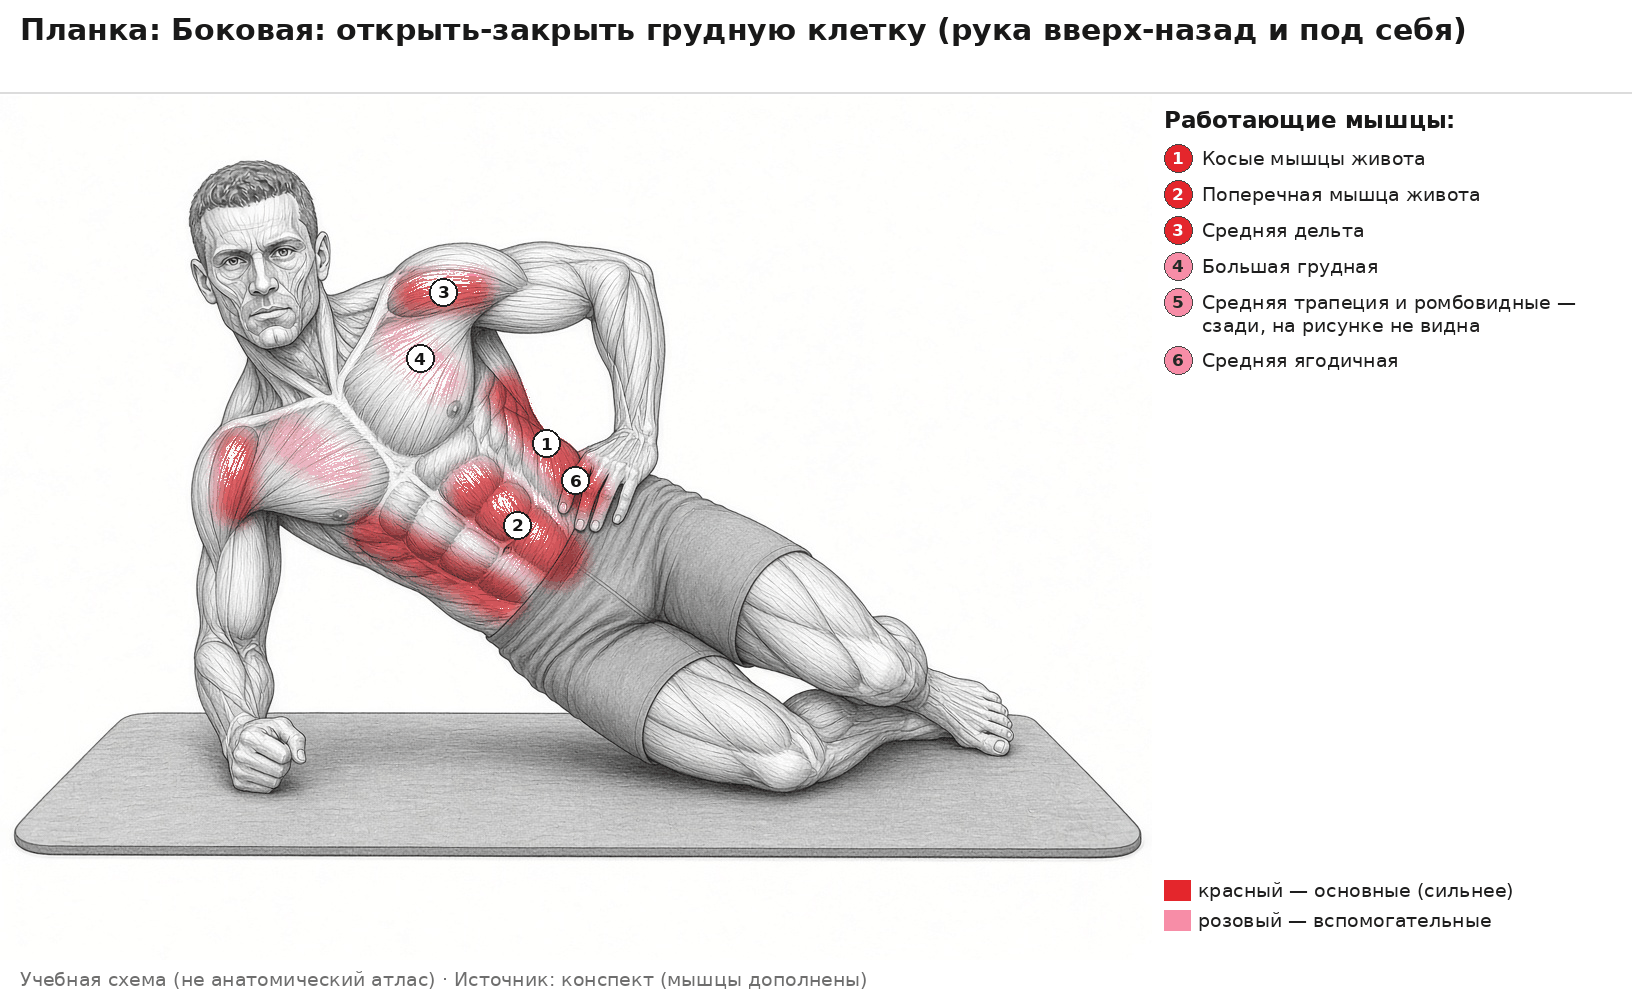 Планка: Боковая: открыть-закрыть грудную клетку (рука вверх-назад и под себя)
Работающие мышцы:
1 Косые мышцы живота
2 Поперечная мышца живота
3 Средняя дельта
4 Большая грудная
5 Средняя трапеция и ромбовидные —
сзади, на рисунке не видна
6 Средняя ягодичная
3
4
1
6
2
красный — основные (сильнее)
розовый — вспомогательные
Учебная схема (не анатомический атлас) · Источник: конспект (мышцы дополнены)